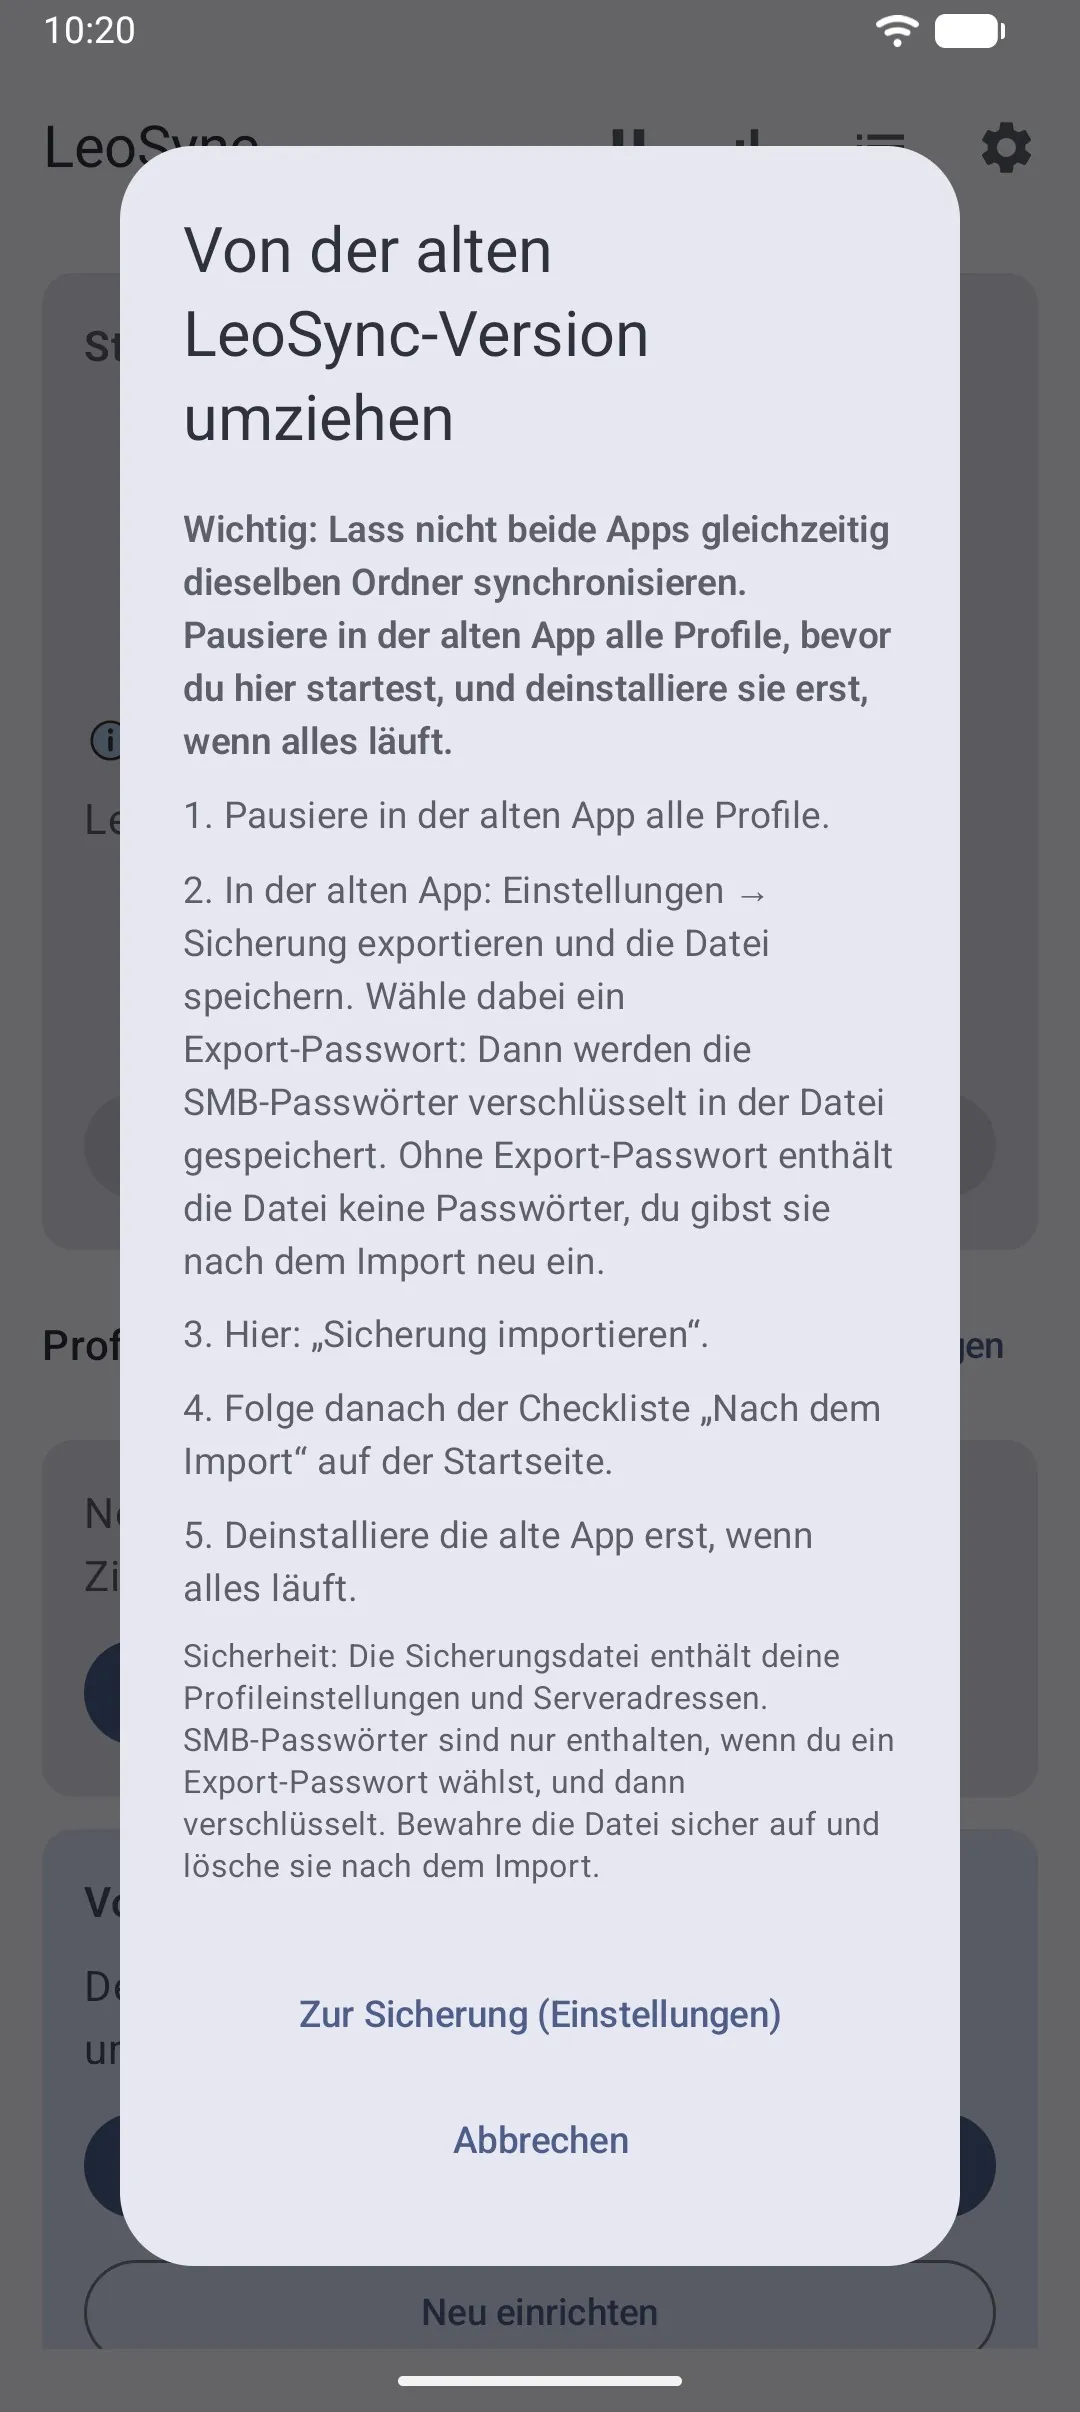 10:20
LeoSync
Von der alten
LeoSync-Version
umziehen
Wichtig: Lass nicht beide Apps gleichzeitig
dieselben Ordner synchronisieren.
Pausiere in der alten App alle Profile, bevor
du hier startest, und deinstalliere sie erst,
wenn alles läuft.
1. Pausiere in der alten App alle Profile.
2. In der alten App: Einstellungen →
Sicherung exportieren und die Datei
speichern. Wähle dabei ein
Export-Passwort: Dann werden die
SMB-Passwörter verschlüsselt in der Datei
gespeichert. Ohne Export-Passwort enthält
die Datei keine Passwörter, du gibst sie
nach dem Import neu ein.
3. Hier: „Sicherung importieren“.
4. Folge danach der Checkliste „Nach dem
Import“ auf der Startseite.
5. Deinstalliere die alte App erst, wenn
alles läuft.
Sicherheit: Die Sicherungsdatei enthält deine
Profileinstellungen und Serveradressen.
SMB-Passwörter sind nur enthalten, wenn du ein
Export-Passwort wählst, und dann
verschlüsselt. Bewahre die Datei sicher auf und
lösche sie nach dem Import.
Zur Sicherung (Einstellungen)
Abbrechen
Neu einrichten